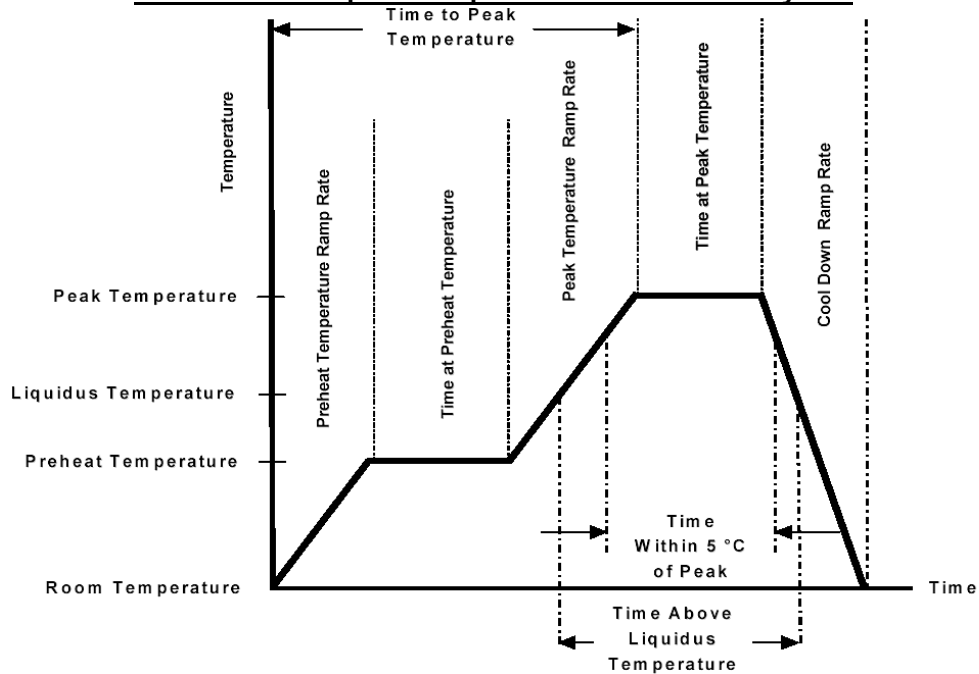 Time to Peak
Temperature
Temperature
Preheat Temperature Ramp Rate
Time at Preheat Temperature
Peak Temperature Ramp Rate
Time at Peak Temperature
Cool Down Ramp Rate
Peak Temperature
Liquidus Temperature
Preheat Temperature
Room Temperature
Time
Within 5 °C
of Peak
Time
Time Above
Liquidus
Temperature